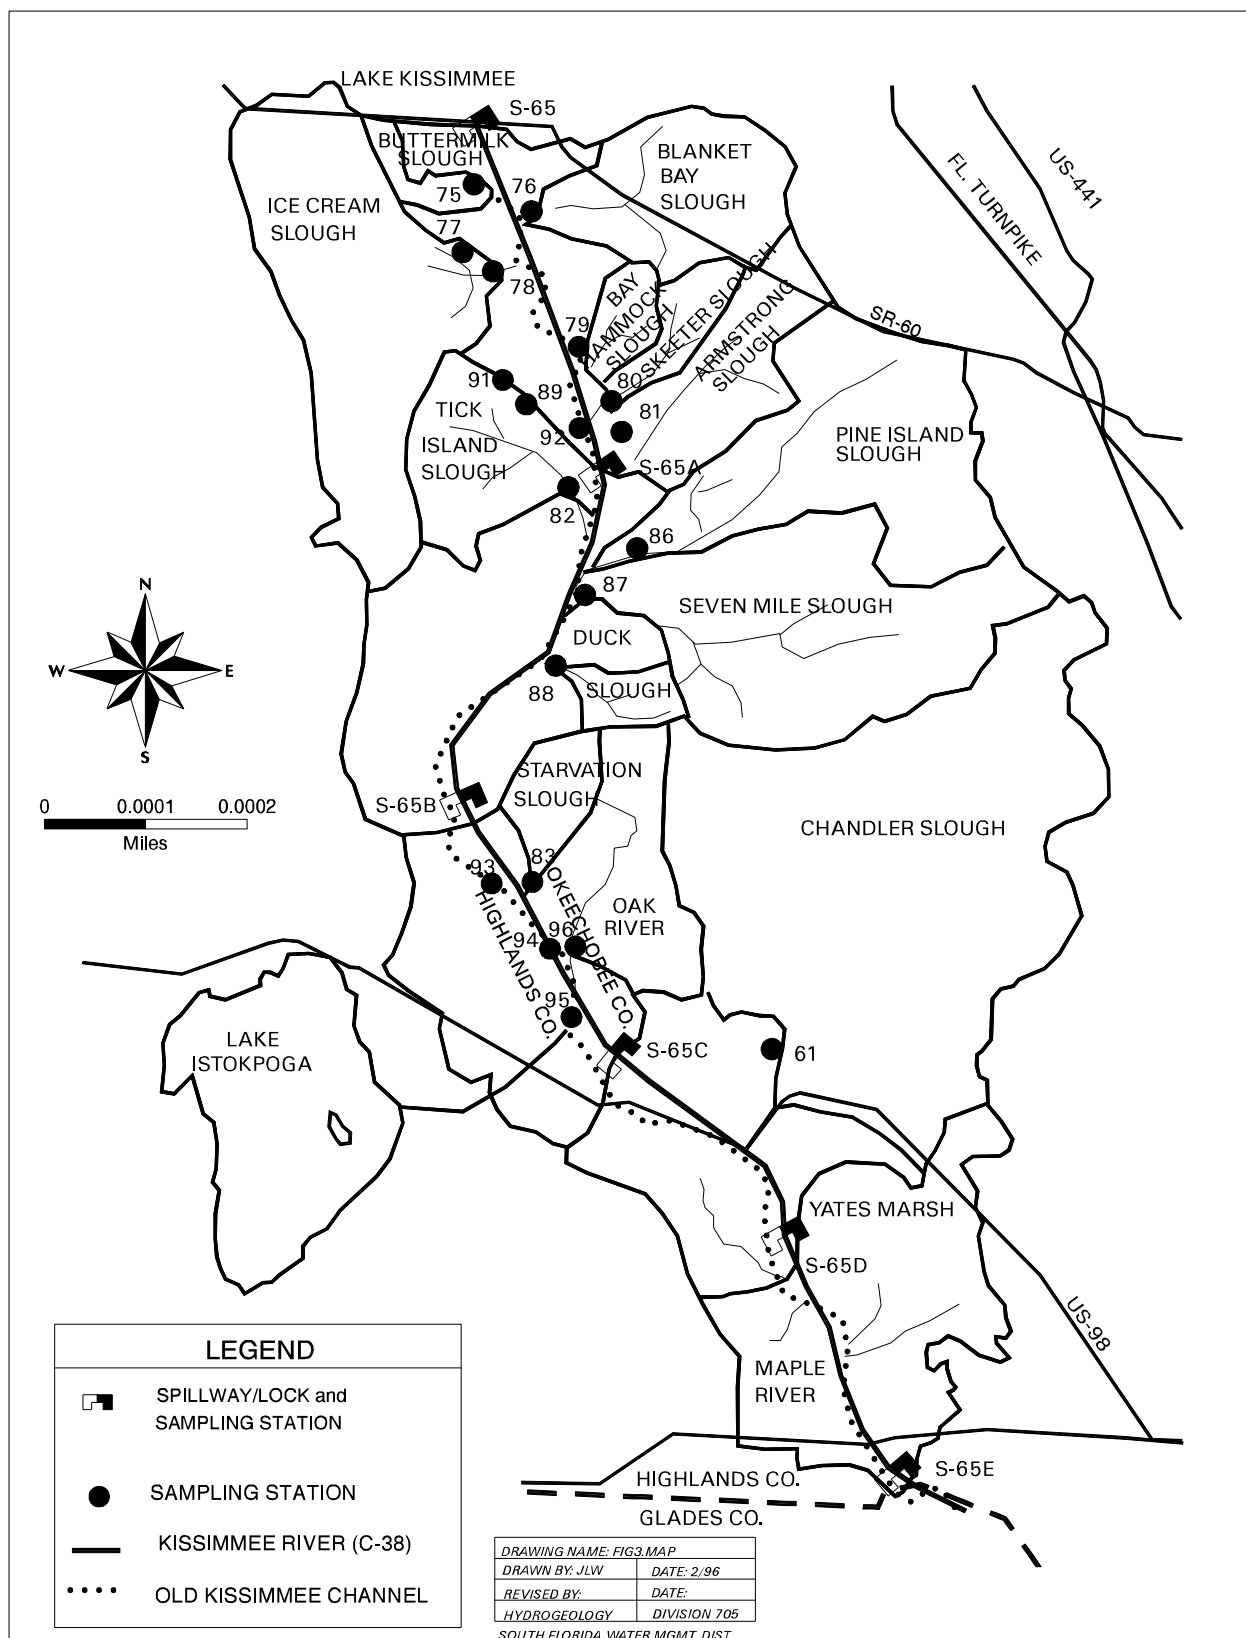 LAKE KISSIMMEE
S-65
BUTTERMILK
SLOUGH
75
76
BLANKET
BAY
SLOUGH
FL. TURNPIKE
US-441
ICE CREAM
SLOUGH
77
78
BAY
HAMMOCK
SLOUGH
SKEETER SLOUGH
ARMSTRONG
SLOUGH
SR-60
79
80
81
91
89
92
TICK
ISLAND
SLOUGH
S-65A
PINE ISLAND
SLOUGH
82
86
87
SEVEN MILE SLOUGH
DUCK
SLOUGH
88
N
W
E
S
0
0.0001
0.0002
Miles
S-65B
STARVATION
SLOUGH
CHANDLER SLOUGH
93
83
HIGHLANDS CO.
OKEECHOBEE CO.
OAK
RIVER
94
96
95
LAKE
ISTOKPOGA
S-65C
61
YATES MARSH
S-65D
US-98
MAPLE
RIVER
S-65E
HIGHLANDS CO.
GLADES CO.
LEGEND
SPILLWAY/LOCK and
SAMPLING STATION
SAMPLING STATION
KISSIMMEE RIVER (C-38)
OLD KISSIMMEE CHANNEL
DRAWING NAME: FIG3.MAP
DRAWN BY: JLW
DATE: 2/96
REVISED BY:
DATE:
HYDROGEOLOGY
DIVISION 705
SOUTH FLORIDA WATER MGMT. DIST.